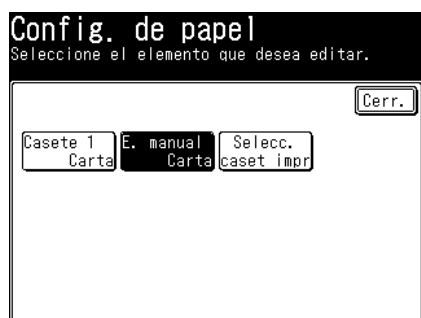 Config. de papel
Seleccione el elemento que desea editar.
Cerr.
Casete 1 E. manual Selecc.
Carta Carta caset impr